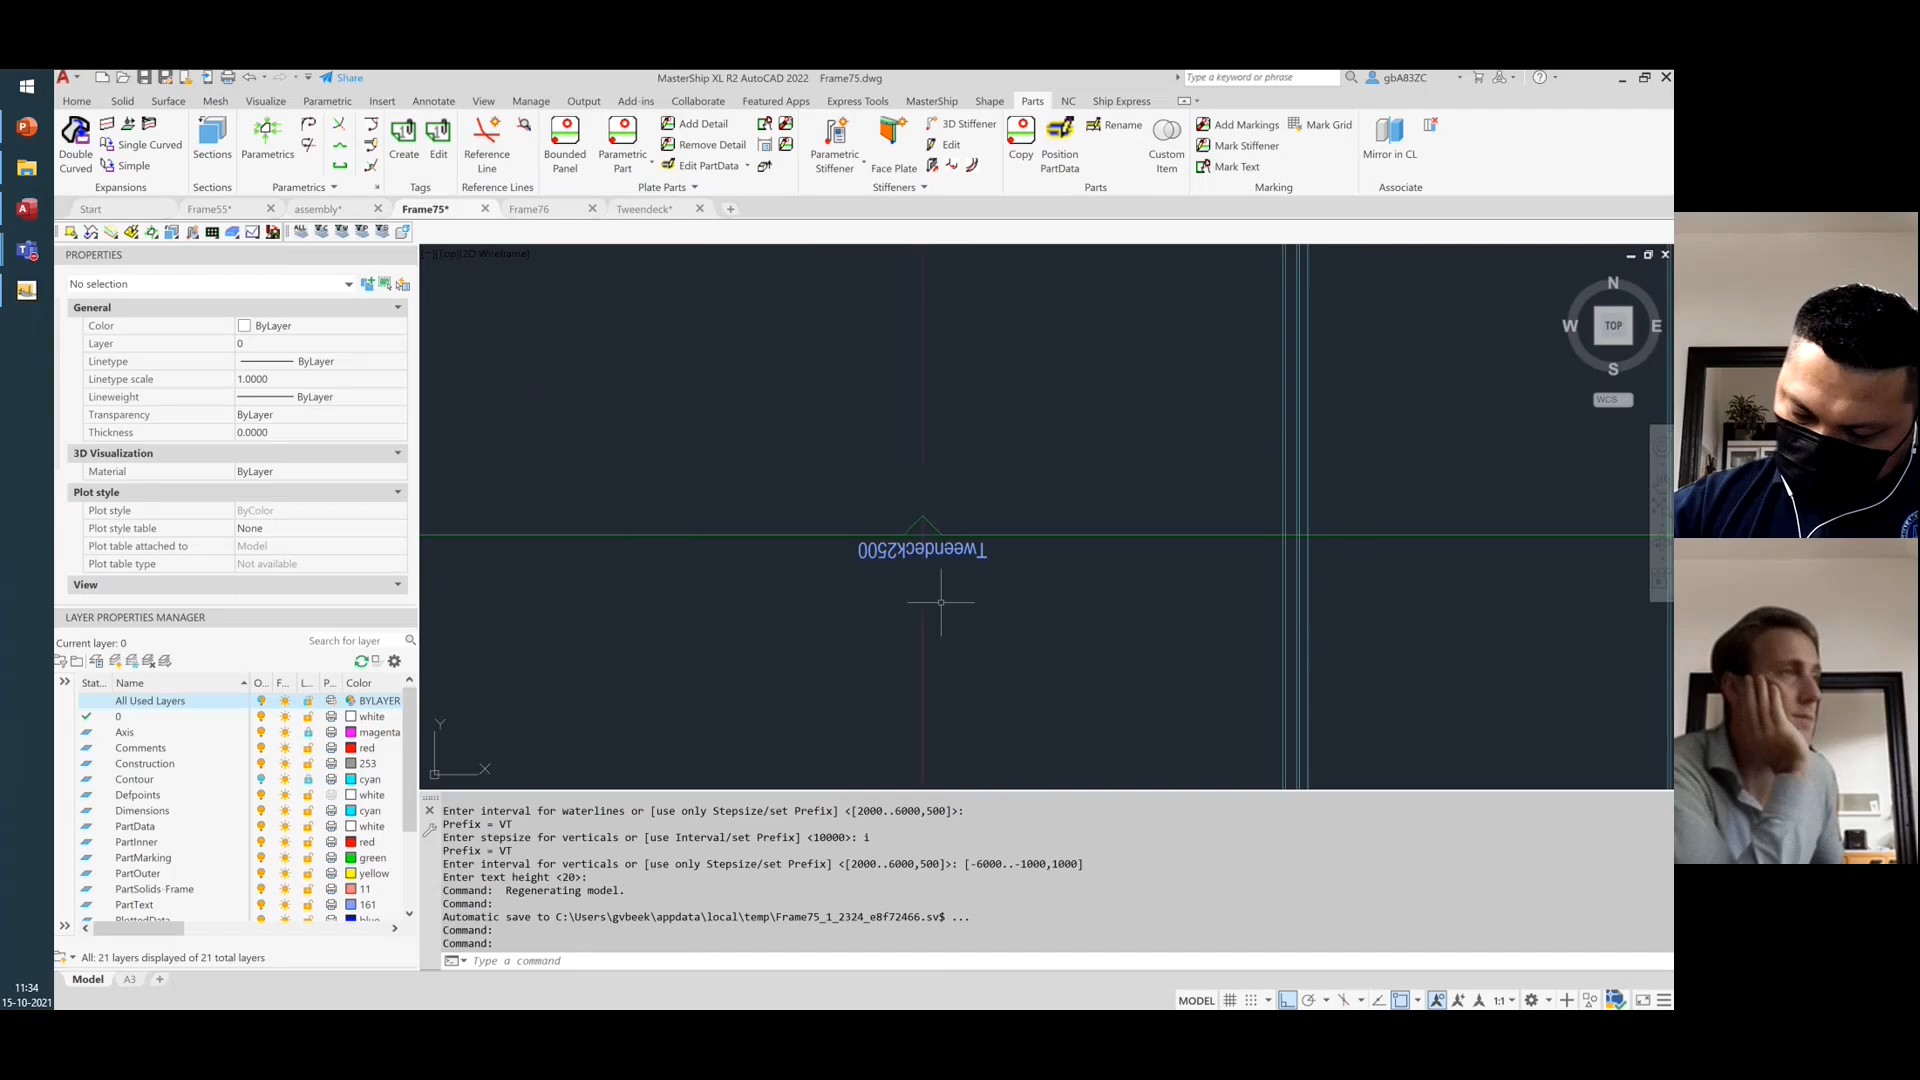 MasterShip XL R2 AutoCAD 2022 Frame75.dwg
Share
Type a keyword or phrase
gbA83ZC
Home Solid Surface Mesh Visualize Parametric Insert Annotate View Manage Output Add-ins Collaborate Featured Apps Express Tools MasterShip Shape Parts NC Ship Express
Double Curved
Single Curved
Simple
Expansions
Sections
Sections
Parametrics
Parametrics
Create
Edit
Tags
Reference Line
Reference Lines
Bounded Panel
Parametric Part
Add Detail
Remove Detail
Edit PartData
Plate Parts
Parametric Stiffener
Face Plate
3D Stiffener
Edit
Stiffeners
Copy
Position PartData
Rename
Custom Item
Parts
Add Markings
Mark Grid
Mark Stiffener
Mark Text
Marking
Mirror in CL
Associate
Start Frame55* assembly* Frame75* Frame76 Tweendeck*
PROPERTIES
No selection
General
Color ByLayer
Layer 0
Linetype ByLayer
Linetype scale 1.0000
Lineweight ByLayer
Transparency ByLayer
Thickness 0.0000
3D Visualization
Material ByLayer
Plot style
Plot style ByColor
Plot style table None
Plot table attached to Model
Plot table type Not available
View
LAYER PROPERTIES MANAGER
Current layer: 0
Search for layer
Stat... Name O... F... L... P... Color
All Used Layers BYLAYER
0 white
Axis magenta
Comments red
Construction 253
Contour cyan
Defpoints white
Dimensions cyan
PartData white
PartInner red
PartMarking green
PartOuter yellow
PartSolids-Frame 11
PartText 161
PlottedData blue
All: 21 layers displayed of 21 total layers
[−][Top][2D Wireframe]
N
W TOP E
S
WCS
Tweendeck2500
Y
X
Enter interval for waterlines or [use only Stepsize/set Prefix] <[2000..6000,500]>:
Prefix = VT
Enter stepsize for verticals or [use Interval/set Prefix] <10000>: i
Prefix = VT
Enter interval for verticals or [use only Stepsize/set Prefix] <[2000..6000,500]>: [-6000..-1000,1000]
Enter text height <20>:
Command: Regenerating model.
Command:
Automatic save to C:\Users\gvbeek\appdata\local\temp\Frame75_1_2324_e8f72466.sv$ ...
Command:
Command:
Type a command
Model A3
MODEL 1:1
11:34
15-10-2021